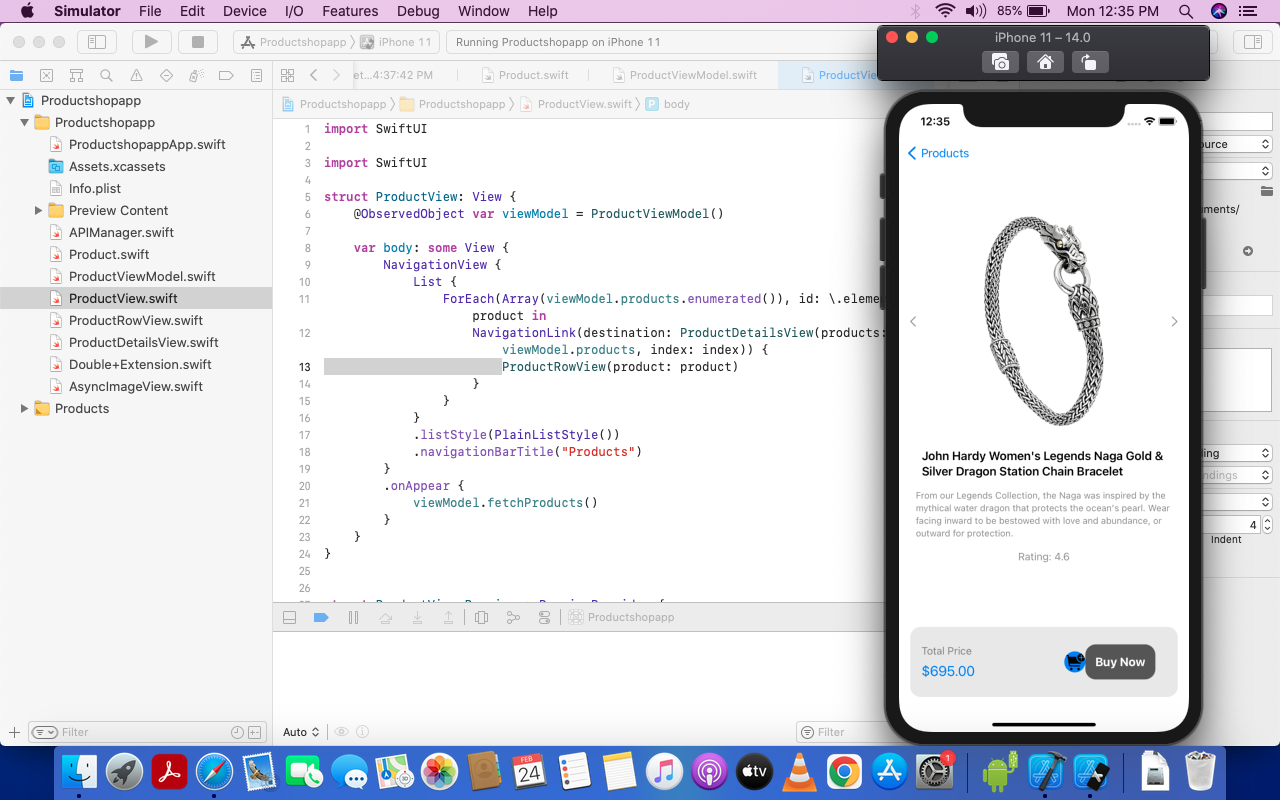 Simulator File Edit Device I/O Features Debug Window Help 85% Mon 12:35 PM
Productshopapp iPhone 11 Running Productshopapp on iPhone 11
et...4:37:42 PM Product.swift ProductViewModel.swift
Productshopapp Productshopapp ProductView.swift body
Productshopapp
Productshopapp
ProductshopappApp.swift
Assets.xcassets
Info.plist
Preview Content
APIManager.swift
Product.swift
ProductViewModel.swift
ProductView.swift
ProductRowView.swift
ProductDetailsView.swift
Double+Extension.swift
AsyncImageView.swift
Products
Filter
1 import SwiftUI
2
3 import SwiftUI
4
5 struct ProductView: View {
6 @ObservedObject var viewModel = ProductViewModel()
7
8 var body: some View {
9 NavigationView {
10 List {
11 ForEach(Array(viewModel.products.enumerated()), id: \.eleme
product in
12 NavigationLink(destination: ProductDetailsView(products:
viewModel.products, index: index)) {
13 ProductRowView(product: product)
14 }
15 }
16 }
17 .listStyle(PlainListStyle())
18 .navigationBarTitle("Products")
19 }
20 .onAppear {
21 viewModel.fetchProducts()
22 }
23 }
24 }
25
26
Productshopapp
Auto
Filter
iPhone 11 – 14.0
12:35
Products
John Hardy Women's Legends Naga Gold &
Silver Dragon Station Chain Bracelet
From our Legends Collection, the Naga was inspired by the
mythical water dragon that protects the ocean's pearl. Wear
facing inward to be bestowed with love and abundance, or
outward for protection.
Rating: 4.6
Total Price
$695.00
Buy Now
4
Indent
FEB
24
tv
1